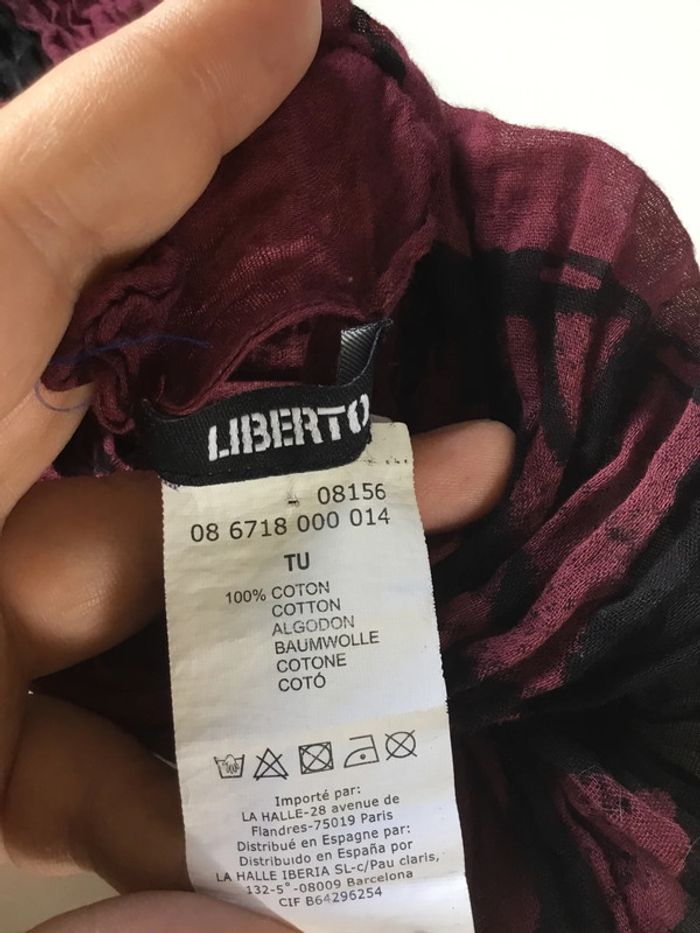 LIBERTO
- 08156
08 6718 000 014
TU
100% COTON
COTTON
ALGODON
BAUMWOLLE
COTONE
COTÓ
Importé par:
LA HALLE-28 avenue de
Flandres-75019 Paris
Distribué en Espagne par:
Distribuido en España por
LA HALLE IBERIA SL-c/Pau claris,
132-5°-08009 Barcelona
CIF B64296254